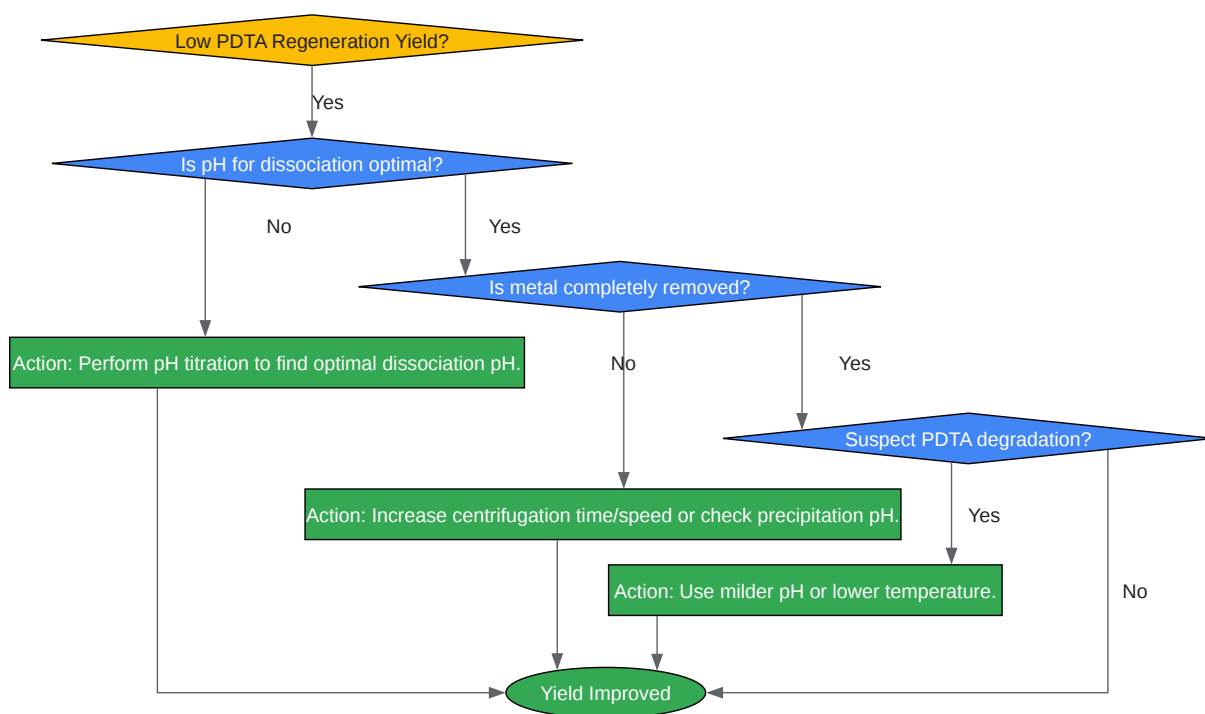 Low PDTA Regeneration Yield?
Yes
Is pH for dissociation optimal?
No
Yes
Is metal completely removed?
Action: Perform pH titration to find optimal dissociation pH.
No
Yes
Suspect PDTA degradation?
Action: Increase centrifugation time/speed or check precipitation pH.
Yes
Action: Use milder pH or lower temperature.
No
Yield Improved